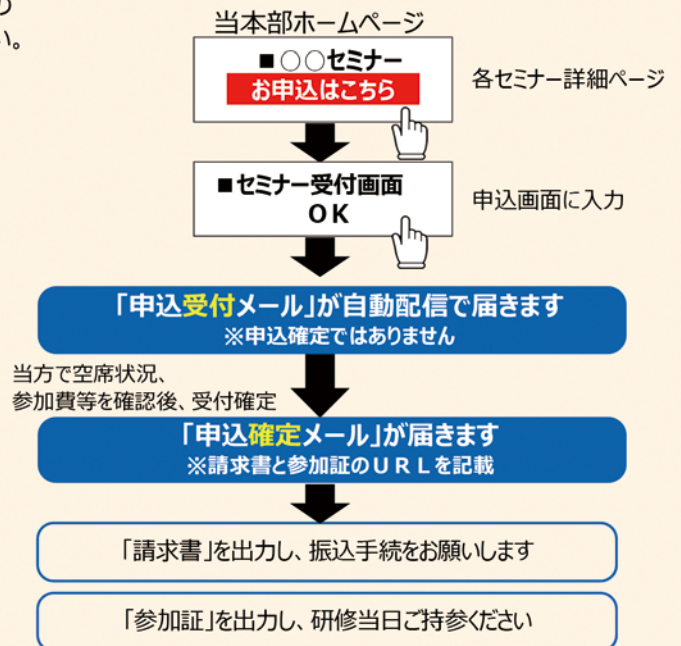 の
い。
当本部ホームページ
■○○セミナー
お申込はこちら
各セミナー詳細ページ
■セミナー受付画面
OK
申込画面に入力
「申込受付メール」が自動配信で届きます
※申込確定ではありません
当方で空席状況、
参加費等を確認後、受付確定
「申込確定メール」が届きます
※請求書と参加証のURLを記載
「請求書」を出力し、振込手続をお願いします
「参加証」を出力し、研修当日ご持参ください